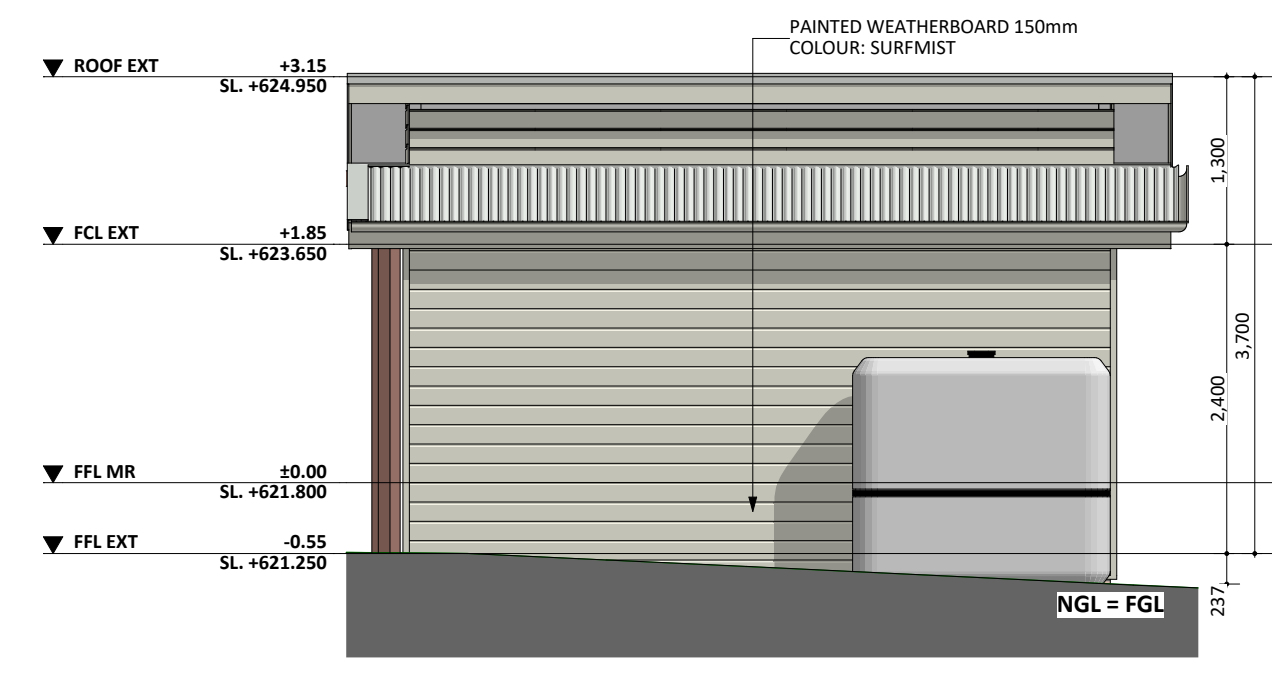 PAINTED WEATHERBOARD 150mm
COLOUR: SURFMIST
ROOF EXT +3.15
SL. +624.950
1,300
FCL EXT +1.85
SL. +623.650
3,700
2,400
FFL MR ±0.00
SL. +621.800
FFL EXT -0.55
SL. +621.250
237
NGL = FGL